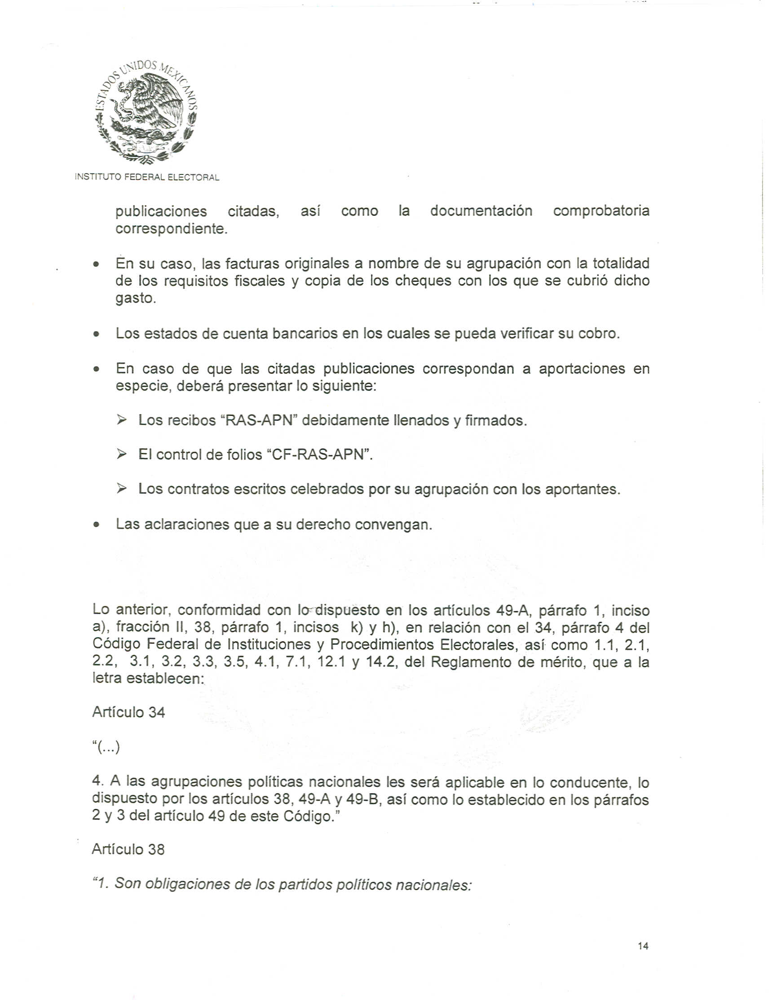 ESTADOS UNIDOS MEXICANOS
INSTITUTO FEDERAL ELECTORAL
publicaciones citadas, así como la documentación comprobatoria
correspondiente.
• En su caso, las facturas originales a nombre de su agrupación con la totalidad
de los requisitos fiscales y copia de los cheques con los que se cubrió dicho
gasto.
• Los estados de cuenta bancarios en los cuales se pueda verificar su cobro.
• En caso de que las citadas publicaciones correspondan a aportaciones en
especie, deberá presentar lo siguiente:
➢ Los recibos “RAS-APN” debidamente llenados y firmados.
➢ El control de folios “CF-RAS-APN”.
➢ Los contratos escritos celebrados por su agrupación con los aportantes.
• Las aclaraciones que a su derecho convengan.
Lo anterior, conformidad con lo dispuesto en los artículos 49-A, párrafo 1, inciso
a), fracción II, 38, párrafo 1, incisos k) y h), en relación con el 34, párrafo 4 del
Código Federal de Instituciones y Procedimientos Electorales, así como 1.1, 2.1,
2.2, 3.1, 3.2, 3.3, 3.5, 4.1, 7.1, 12.1 y 14.2, del Reglamento de mérito, que a la
letra establecen:
Artículo 34
“(...)
4. A las agrupaciones políticas nacionales les será aplicable en lo conducente, lo
dispuesto por los artículos 38, 49-A y 49-B, así como lo establecido en los párrafos
2 y 3 del artículo 49 de este Código.”
Artículo 38
“1. Son obligaciones de los partidos políticos nacionales:
14